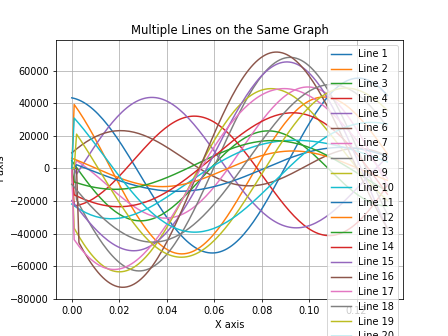 Multiple Lines on the Same Graph
60000
40000
20000
0
−20000
−40000
−60000
−80000
0.00
0.02
0.04
0.06
0.08
0.10
X axis
axis
Line 1
Line 2
Line 3
Line 4
Line 5
Line 6
Line 7
Line 8
Line 9
Line 10
Line 11
Line 12
Line 13
Line 14
Line 15
Line 16
Line 17
Line 18
Line 19
Line 20